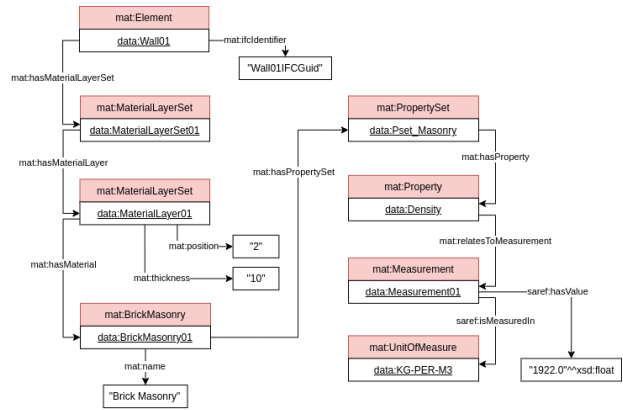 mat:Element
data:Wall01
mat:ifcIdentifier
"Wall01IFCGuid"
mat:hasMaterialLayerSet
mat:MaterialLayerSet
data:MaterialLayerSet01
mat:hasMaterialLayer
mat:MaterialLayerSet
data:MaterialLayer01
mat:position
"2"
mat:thickness
"10"
mat:hasMaterial
mat:BrickMasonry
data:BrickMasonry01
mat:name
"Brick Masonry"
mat:hasPropertySet
mat:PropertySet
data:Pset_Masonry
mat:hasProperty
mat:Property
data:Density
mat:relatesToMeasurement
mat:Measurement
data:Measurement01
saref:hasValue
saref:isMeasuredIn
mat:UnitOfMeasure
data:KG-PER-M3
"1922.0"^^xsd:float